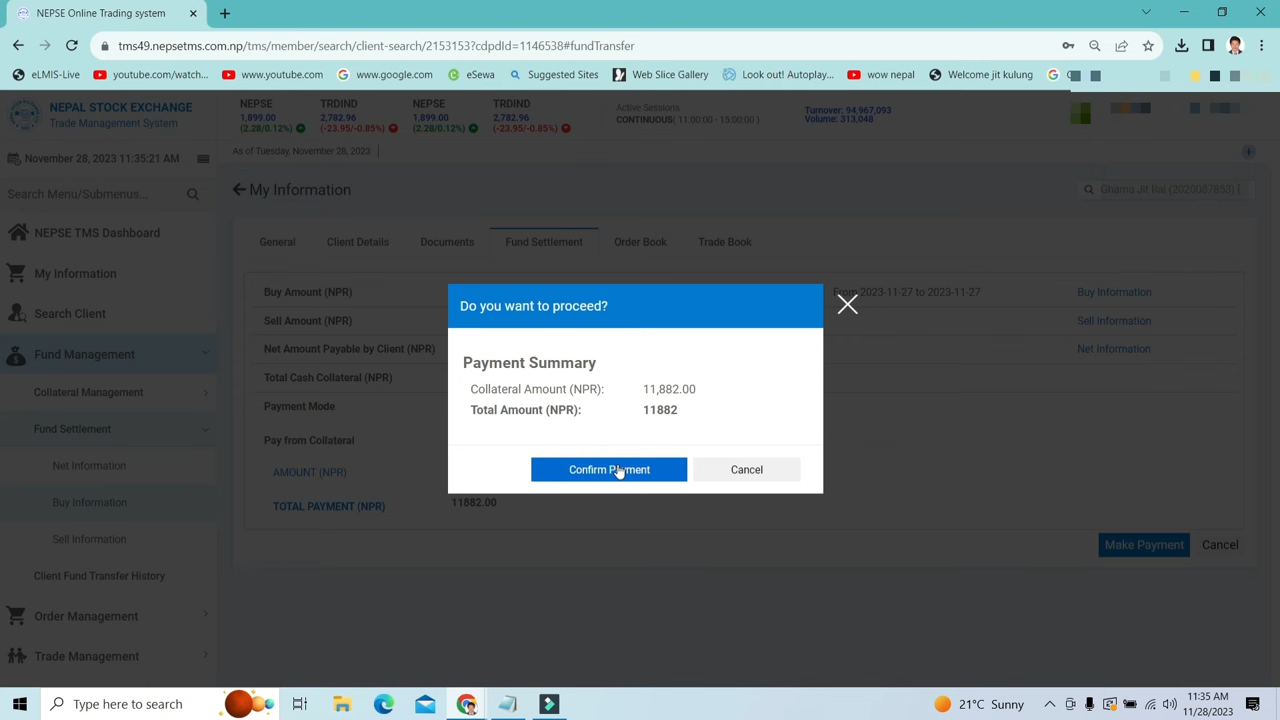 NEPSE Online Trading system
tms49.nepsetms.com.np/tms/member/search/client-search/2153153?cdpdId=1146538#fundTransfer
eLMIS-Live youtube.com/watch... www.youtube.com www.google.com eSewa Suggested Sites Web Slice Gallery Look out! Autoplay... wow nepal Welcome jit kulung
NEPAL STOCK EXCHANGE
Trade Management System
NEPSE TRDIND NEPSE TRDIND
1,899.00 2,782.96 1,899.00 2,782.96
(2.28/0.12%) (-23.95/-0.85%) (2.28/0.12%) (-23.95/-0.85%)
Active Sessions
CONTINUOUS( 11:00:00 - 15:00:00 )
Turnover: 94,967,093
Volume: 313,048
November 28, 2023 11:35:21 AM
As of Tuesday, November 28, 2023
Search Menu/Submenus...
My Information
Ghama Jit Rai (2020087853) [
NEPSE TMS Dashboard
My Information
Search Client
Fund Management
Collateral Management
Fund Settlement
Net Information
Buy Information
Sell Information
Client Fund Transfer History
Order Management
Trade Management
General Client Details Documents Fund Settlement Order Book Trade Book
Buy Amount (NPR) From 2023-11-27 to 2023-11-27 Buy Information
Sell Amount (NPR) Sell Information
Net Amount Payable by Client (NPR) Net Information
Total Cash Collateral (NPR)
Payment Mode
Pay from Collateral
AMOUNT (NPR)
TOTAL PAYMENT (NPR) 11882.00
Make Payment Cancel
Do you want to proceed?
Payment Summary
Collateral Amount (NPR): 11,882.00
Total Amount (NPR): 11882
Confirm Payment Cancel
Type here to search
21°C Sunny
11:35 AM
11/28/2023